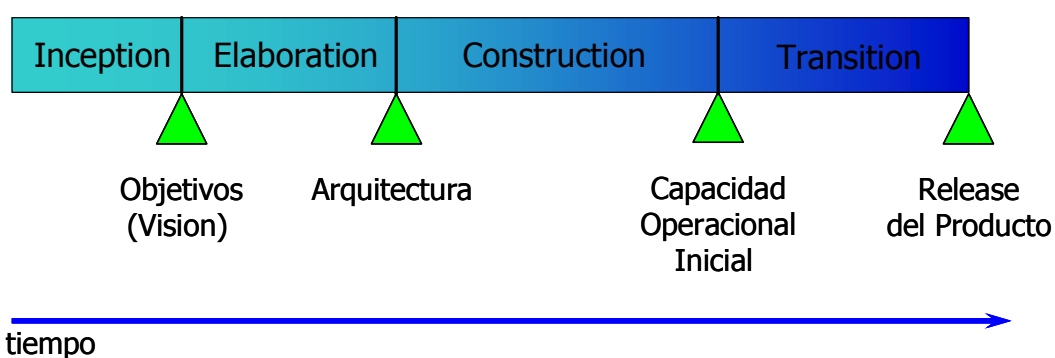 Inception Elaboration Construction Transition
Objetivos
(Vision)
Arquitectura
Capacidad
Operacional
Inicial
Release
del Producto
tiempo